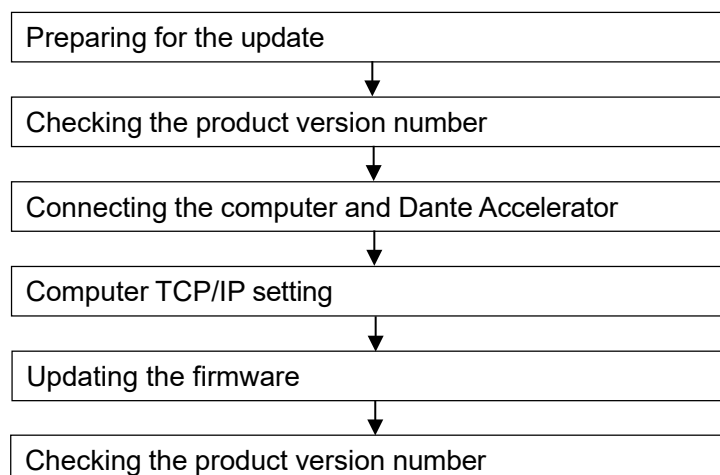 Preparing for the update
Checking the product version number
Connecting the computer and Dante Accelerator
Computer TCP/IP setting
Updating the firmware
Checking the product version number